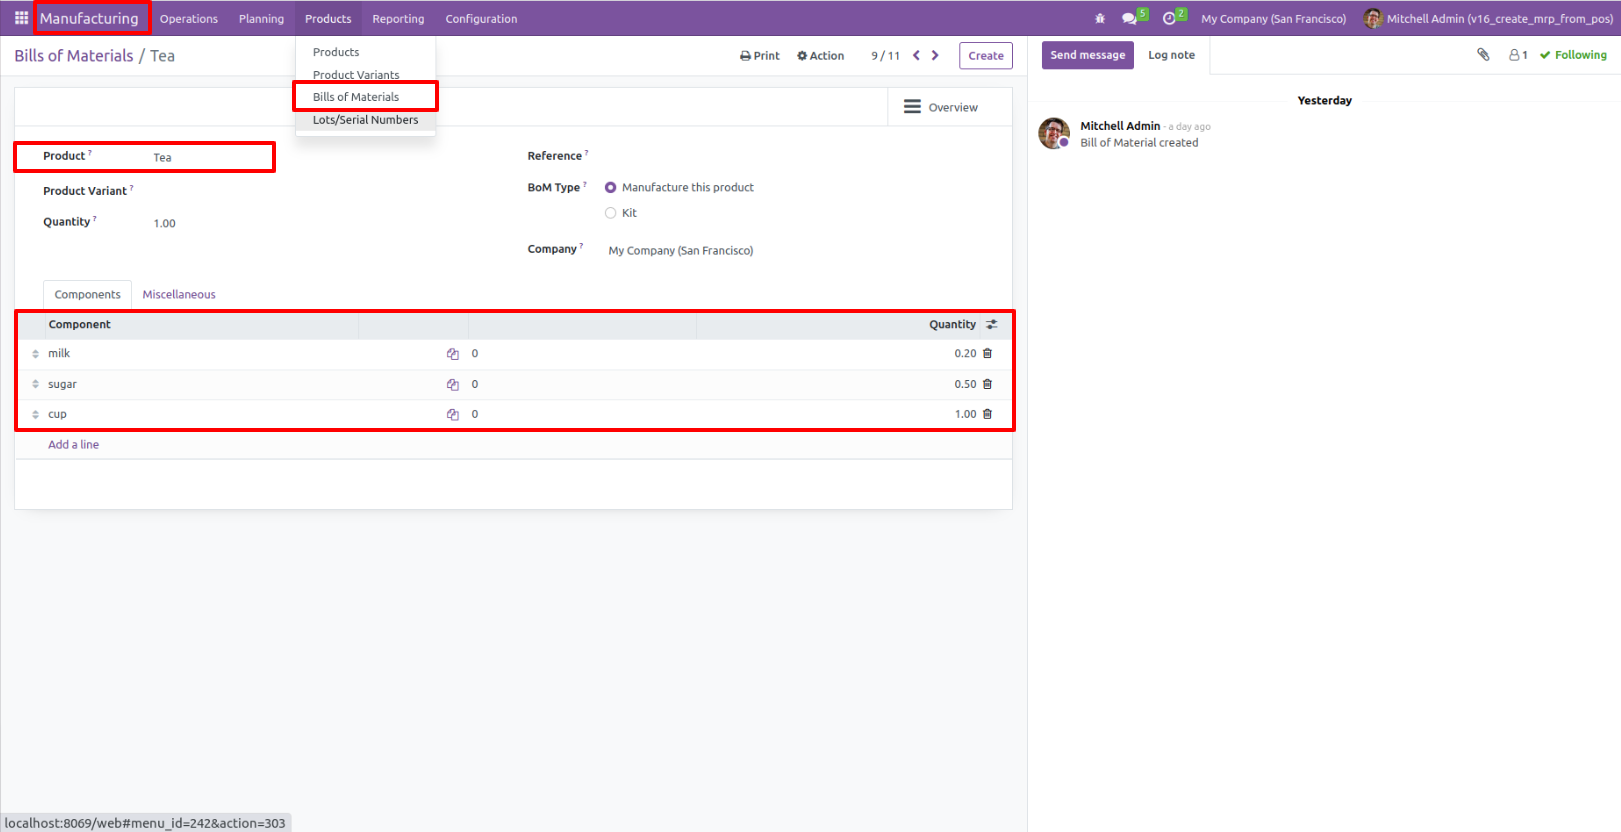 Manufacturing Operations Planning Products Reporting Configuration 5 2 My Company (San Francisco) Mitchell Admin (v16_create_mrp_from_pos)
Bills of Materials / Tea Print Action 9 / 11 Create Send message Log note 1 Following
Products
Product Variants
Bills of Materials
Lots/Serial Numbers
Overview
Yesterday
Mitchell Admin - a day ago
Bill of Material created
Product ? Tea
Product Variant ?
Quantity ? 1.00
Reference ?
BoM Type ? Manufacture this product
Kit
Company ? My Company (San Francisco)
Components Miscellaneous
Component Quantity
milk 0 0.20
sugar 0 0.50
cup 0 1.00
Add a line
localhost:8069/web#menu_id=242&action=303